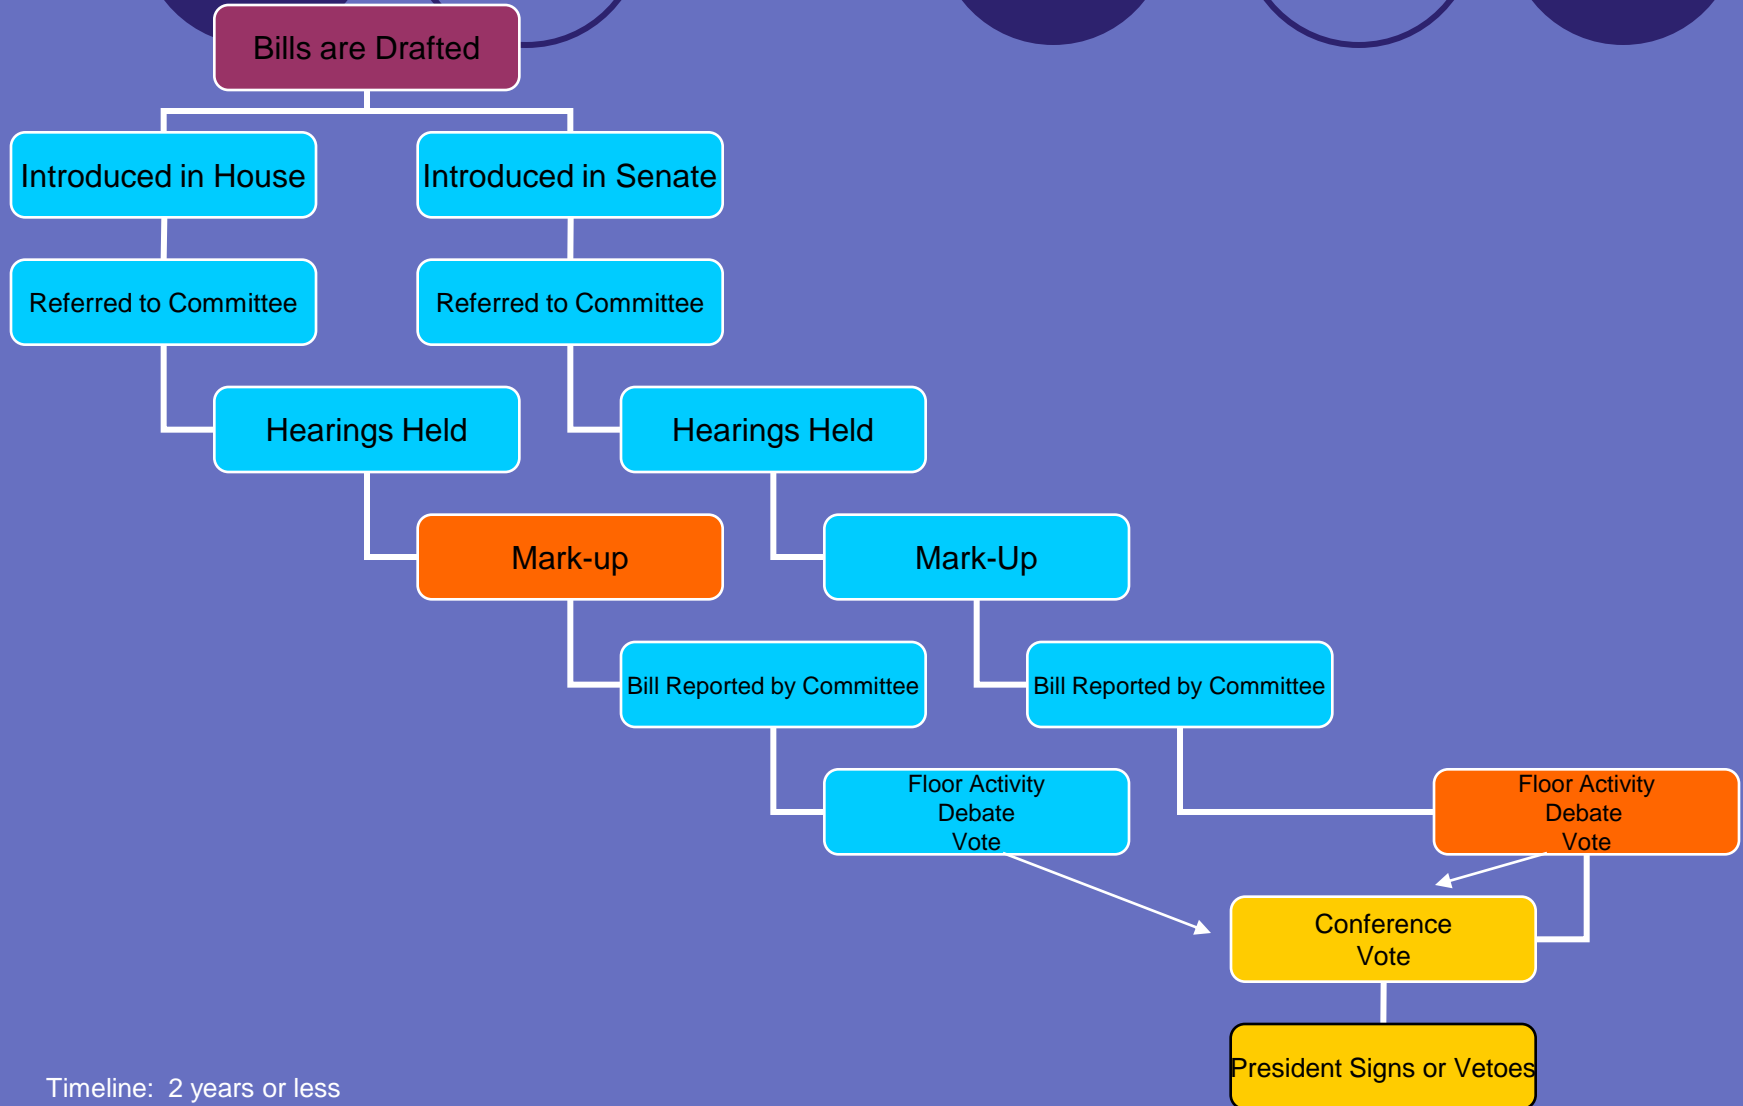 Bills are Drafted
Introduced in House
Introduced in Senate
Referred to Committee
Referred to Committee
Hearings Held
Hearings Held
Mark-up
Mark-Up
Bill Reported by Committee
Bill Reported by Committee
Floor Activity
Debate
Vote
Floor Activity
Debate
Vote
Conference
Vote
President Signs or Vetoes
Timeline: 2 years or less